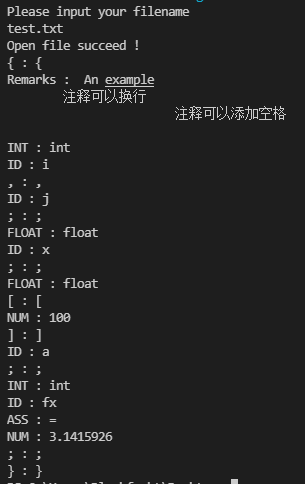 Please input your filename
test.txt
Open file succeed !
{ : {
Remarks :  An example
注释可以换行
注释可以添加空格
INT : int
ID : i
, : ,
ID : j
; : ;
FLOAT : float
ID : x
; : ;
FLOAT : float
[ : [
NUM : 100
] : ]
ID : a
; : ;
INT : int
ID : fx
ASS : =
NUM : 3.1415926
; : ;
} : }